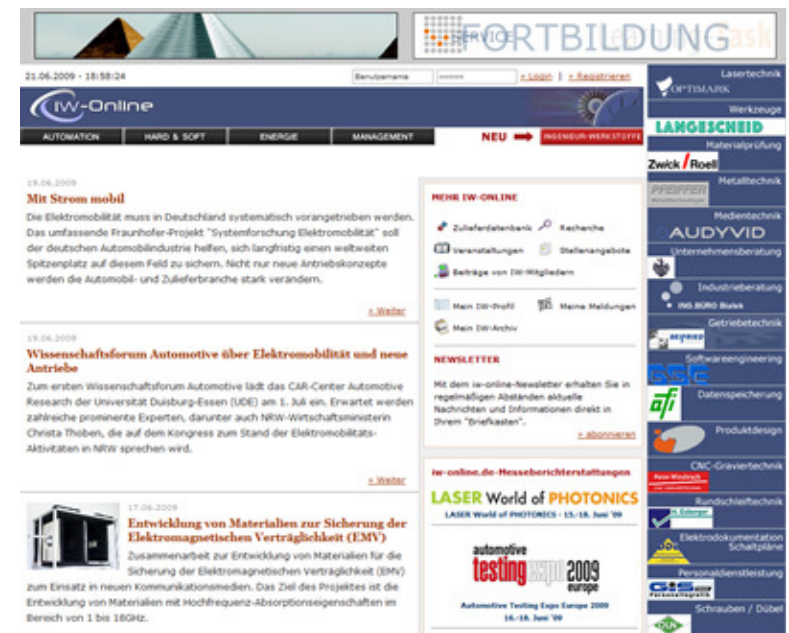 SERVICE
FORTBILDUNG
21.06.2009 - 18:58:24
Benutzername
» Login | » Registrieren
IW-Online
AUTOMATION
HARD & SOFT
ENERGIE
MANAGEMENT
NEU
INGENIEUR-WERKSTOFFE
19.06.2009
Mit Strom mobil
Die Elektromobilität muss in Deutschland systematisch vorangetrieben werden.
Das umfassende Fraunhofer-Projekt "Systemforschung Elektromobilität" soll
der deutschen Automobilindustrie helfen, sich langfristig einen weltweiten
Spitzenplatz auf diesem Feld zu sichern. Nicht nur neue Antriebskonzepte
werden die Automobil- und Zulieferbranche stark verändern.
» Weiter
19.06.2009
Wissenschaftsforum Automotive über Elektromobilität und neue
Antriebe
Zum ersten Wissenschaftsforum Automotive lädt das CAR-Center Automotive
Research der Universität Duisburg-Essen (UDE) am 1. Juli ein. Erwartet werden
zahlreiche prominente Experten, darunter auch NRW-Wirtschaftsministerin
Christa Thoben, die auf dem Kongress zum Stand der Elektromobilitäts-
Aktivitäten in NRW sprechen wird.
» Weiter
17.06.2009
Entwicklung von Materialien zur Sicherung der
Elektromagnetischen Verträglichkeit (EMV)
Zusammenarbeit zur Entwicklung von Materialien für die
Sicherung der Elektromagnetischen Verträglichkeit (EMV)
zum Einsatz in neuen Kommunikationsmedien. Das Ziel des Projektes ist die
Entwicklung von Materialien mit Hochfrequenz-Absorptionseigenschaften im
Bereich von 1 bis 18GHz.
MEHR IW-ONLINE
Zulieferdatenbank
Recherche
Veranstaltungen
Stellenangebote
Beiträge von IW-Mitgliedern
Mein IW-Profil
Meine Meldungen
Mein IW-Archiv
NEWSLETTER
Mit dem iw-online-Newsletter erhalten Sie in
regelmäßigen Abständen aktuelle
Nachrichten und Informationen direkt in
Ihrem "Briefkasten".
» abonnieren
iw-online.de-Messeberichterstattungen
LASER World of PHOTONICS
LASER World of PHOTONICS - 15.-18. Juni '09
automotive
testing expo 2009
europe
Automotive Testing Expo Europe 2009
16.-18. Juni '09
Lasertechnik
OPTIMARK
Werkzeuge
LANGESCHEID
Materialprüfung
Zwick / Roell
Metalltechnik
PFEIFFER
Medientechnik
AUDYVID
Unternehmensberatung
Industrieberatung
ING.BÜRO Bialek
Getriebetechnik
SEIFRIED
Softwareengineering
Datenspeicherung
afi
Produktdesign
CNC-Graviertechnik
Rundschleiftechnik
Elektrodokumentation
Schaltpläne
Personaldienstleistung
Schrauben / Dübel